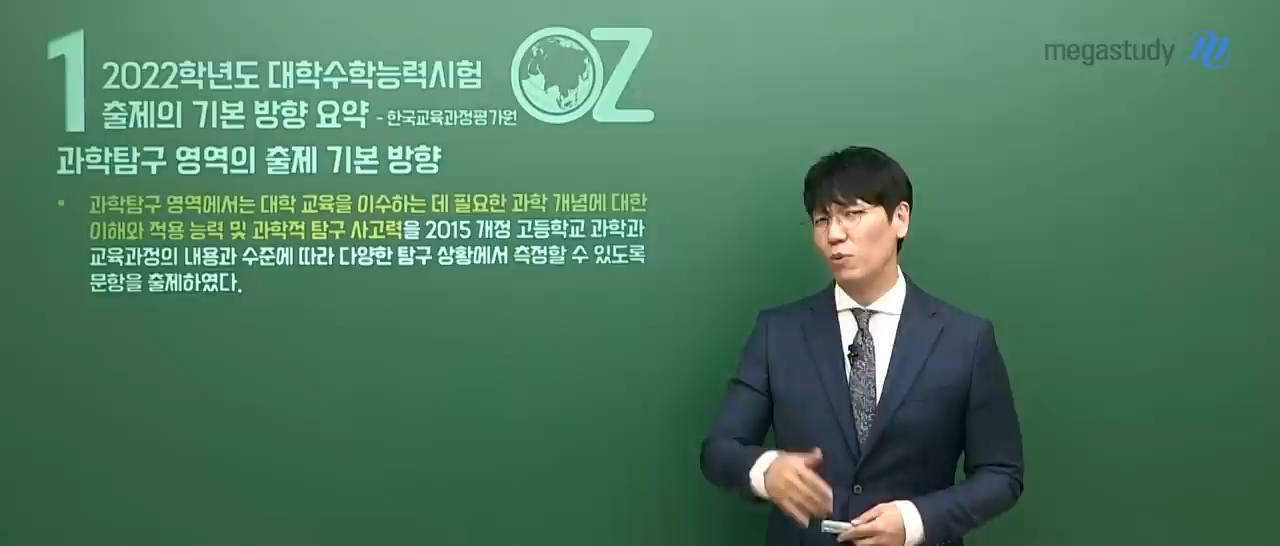 1
2022학년도 대학수학능력시험
출제의 기본 방향 요약 - 한국교육과정평가원
OZ
megastudy
과학탐구 영역의 출제 기본 방향
• 과학탐구 영역에서는 대학 교육을 이수하는 데 필요한 과학 개념에 대한
이해와 적용 능력 및 과학적 탐구 사고력을 2015 개정 고등학교 과학과
교육과정의 내용과 수준에 따라 다양한 탐구 상황에서 측정할 수 있도록
문항을 출제하였다.